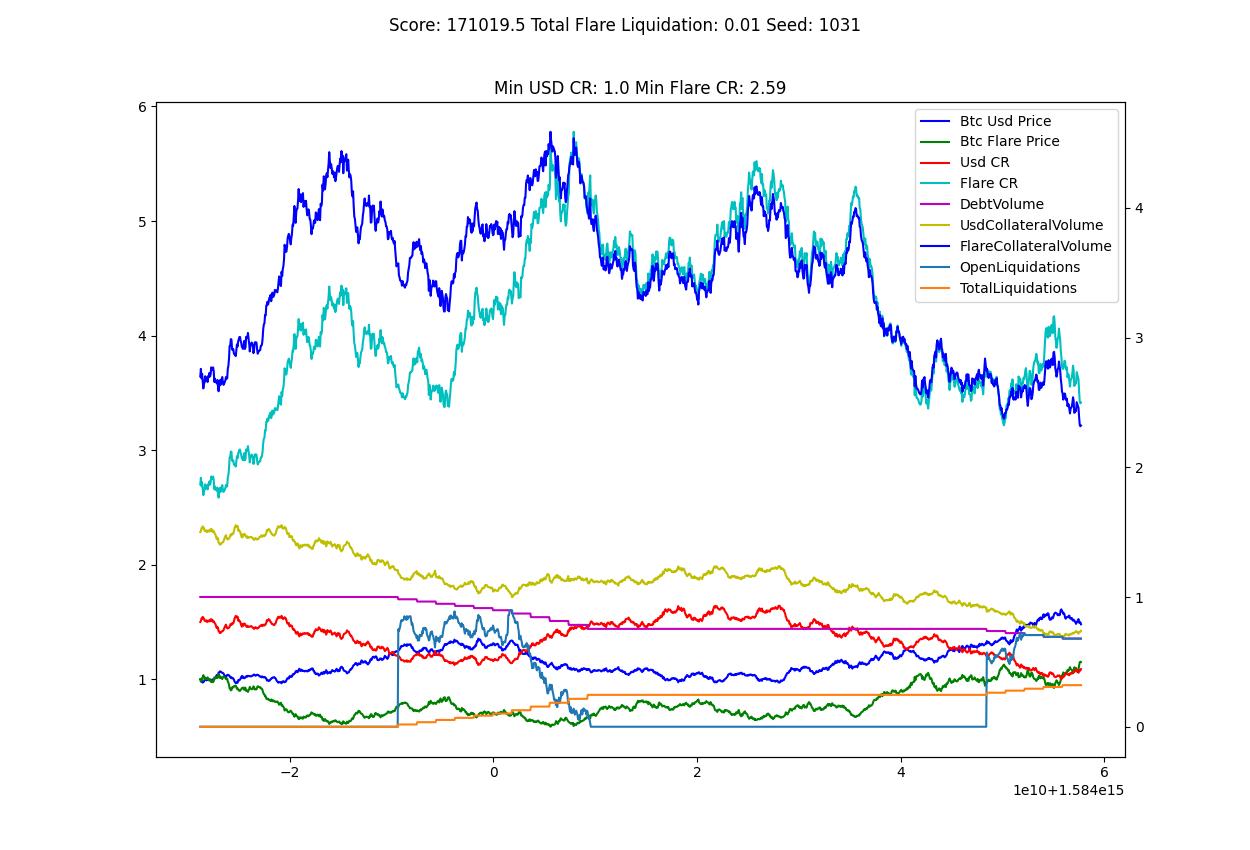 Score: 171019.5 Total Flare Liquidation: 0.01 Seed: 1031
Min USD CR: 1.0 Min Flare CR: 2.59
6
5
4
3
2
1
Btc Usd Price
Btc Flare Price
Usd CR
Flare CR
DebtVolume
UsdCollateralVolume
FlareCollateralVolume
OpenLiquidations
TotalLiquidations
4
3
2
1
0
−2 0 2 4 6
1e10+1.584e15